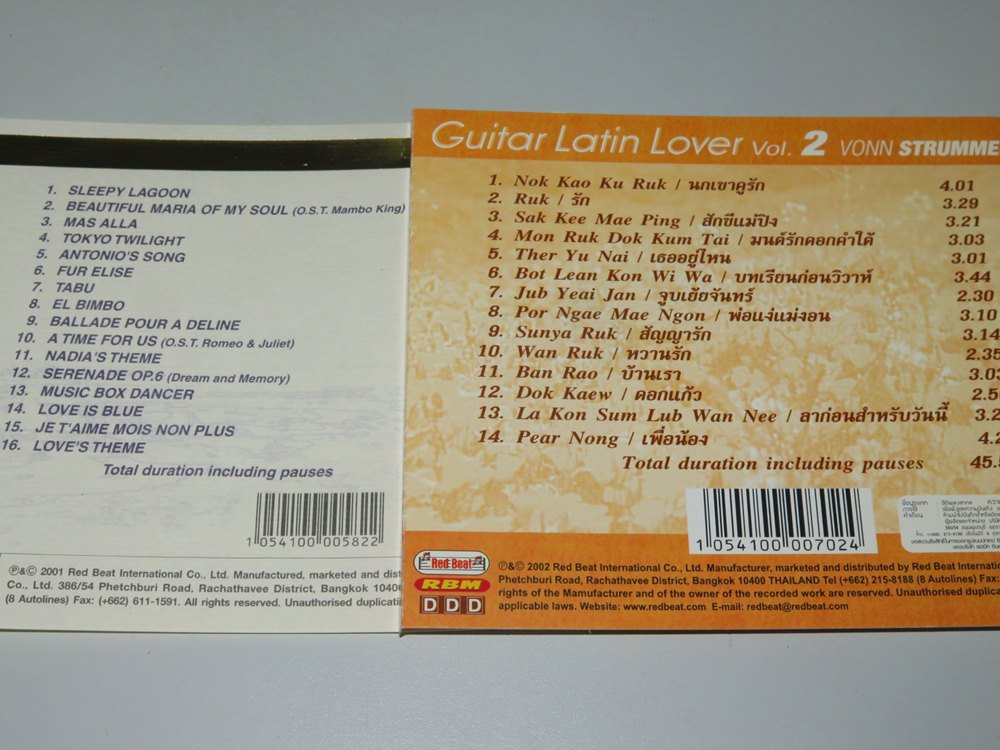 1. SLEEPY LAGOON
2. BEAUTIFUL MARIA OF MY SOUL (O.S.T. Mambo King)
3. MAS ALLA
4. TOKYO TWILIGHT
5. ANTONIO'S SONG
6. FUR ELISE
7. TABU
8. EL BIMBO
9. BALLADE POUR A DELINE
10. A TIME FOR US (O.S.T. Romeo & Juliet)
11. NADIA'S THEME
12. SERENADE OP.6 (Dream and Memory)
13. MUSIC BOX DANCER
14. LOVE IS BLUE
15. JE T'AIME MOIS NON PLUS
16. LOVE'S THEME
Total duration including pauses
1 054100 005822
℗&© 2001 Red Beat International Co., Ltd. Manufactured, marketed and dist
Co., Ltd. 386/54 Phetchburi Road, Rachathavee District, Bangkok 1040
(8 Autolines) Fax: (+662) 611-1591. All rights reserved. Unauthorised duplicati
Guitar Latin Lover Vol. 2 VONN STRUMME
1. Nok Kao Ku Ruk / นกเขาคูรัก 4.01
2. Ruk / รัก 3.29
3. Sak Kee Mae Ping / สักขีแม่ปิง 3.21
4. Mon Ruk Dok Kum Tai / มนต์รักดอกคำใต้ 3.03
5. Ther Yu Nai / เธออยู่ไหน 3.01
6. Bot Lean Kon Wi Wa / บทเรียนก่อนวิวาห์ 3.44
7. Jub Yeai Jan / จูบเย้ยจันทร์ 2.30
8. Por Ngae Mae Ngon / พ่อแง่แม่งอน 3.10
9. Sunya Ruk / สัญญารัก 3.14
10. Wan Ruk / หวานรัก 2.35
11. Ban Rao / บ้านเรา 3.03
12. Dok Kaew / ดอกแก้ว 2.5
13. La Kon Sum Lub Wan Nee / ลาก่อนสำหรับวันนี้ 3.2
14. Pear Nong / เพื่อน้อง 4.2
Total duration including pauses 45.5
1 054100 007024
Red Beat
RBM
DDD
℗&© 2002 Red Beat International Co., Ltd. Manufacturer, marketed and distributed by Red Beat Interna
Phetchburi Road, Rachathavee District, Bangkok 10400 THAILAND Tel (+662) 215-8188 (8 Autolines) Fax
rights of the Mamufacturer and of the owner of the recorded work are reserved. Unauthorised duplica
applicable laws. Website: www.redbeat.com E-mail: redbeat@redbeat.com